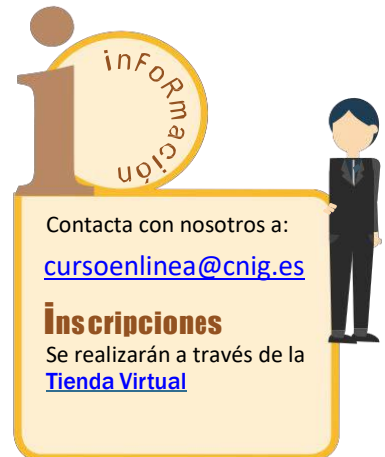 i
inFoRmación
Contacta con nosotros a:
cursoenlinea@cnig.es
inscripciones
Se realizarán a través de la
Tienda Virtual